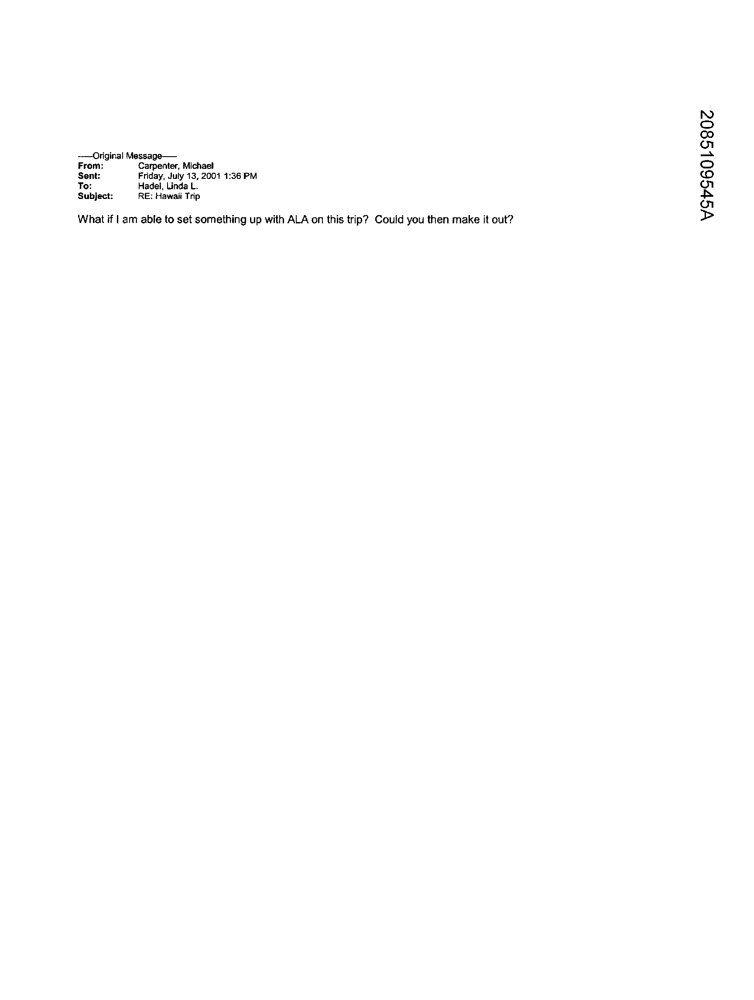 -----Original Message-----
From: Carpenter, Michael
Sent: Friday, July 13, 2001 1:36 PM
To: Hadel, Linda L.
Subject: RE: Hawaii Trip
What if I am able to set something up with ALA on this trip? Could you then make it out?
2085109545A